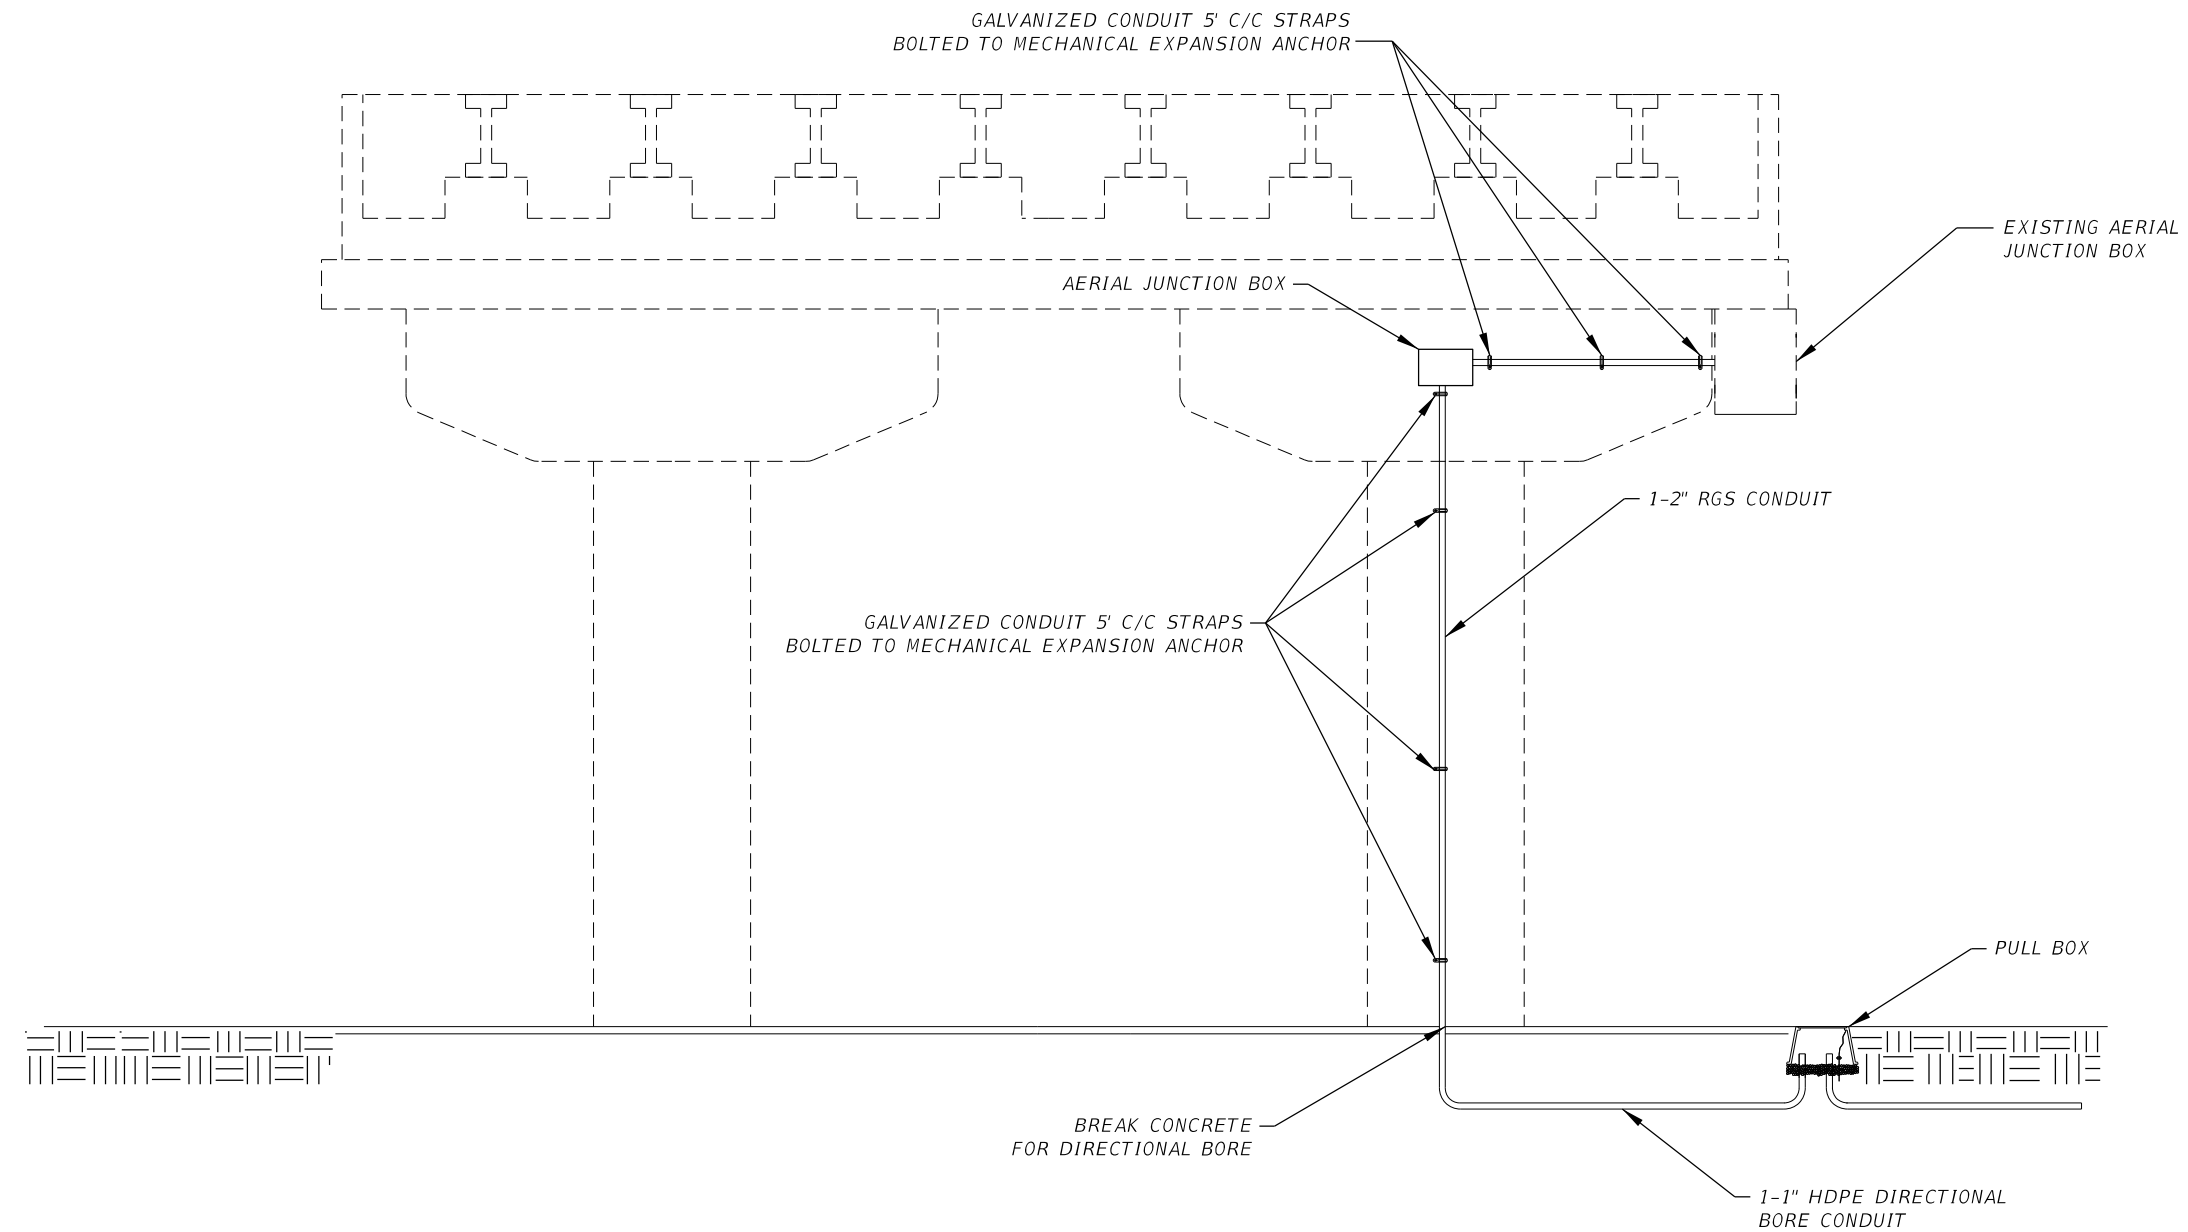 GALVANIZED CONDUIT 5' C/C STRAPS
BOLTED TO MECHANICAL EXPANSION ANCHOR
EXISTING AERIAL
JUNCTION BOX
AERIAL JUNCTION BOX
1-2" RGS CONDUIT
GALVANIZED CONDUIT 5' C/C STRAPS
BOLTED TO MECHANICAL EXPANSION ANCHOR
PULL BOX
BREAK CONCRETE
FOR DIRECTIONAL BORE
1-1" HDPE DIRECTIONAL
BORE CONDUIT